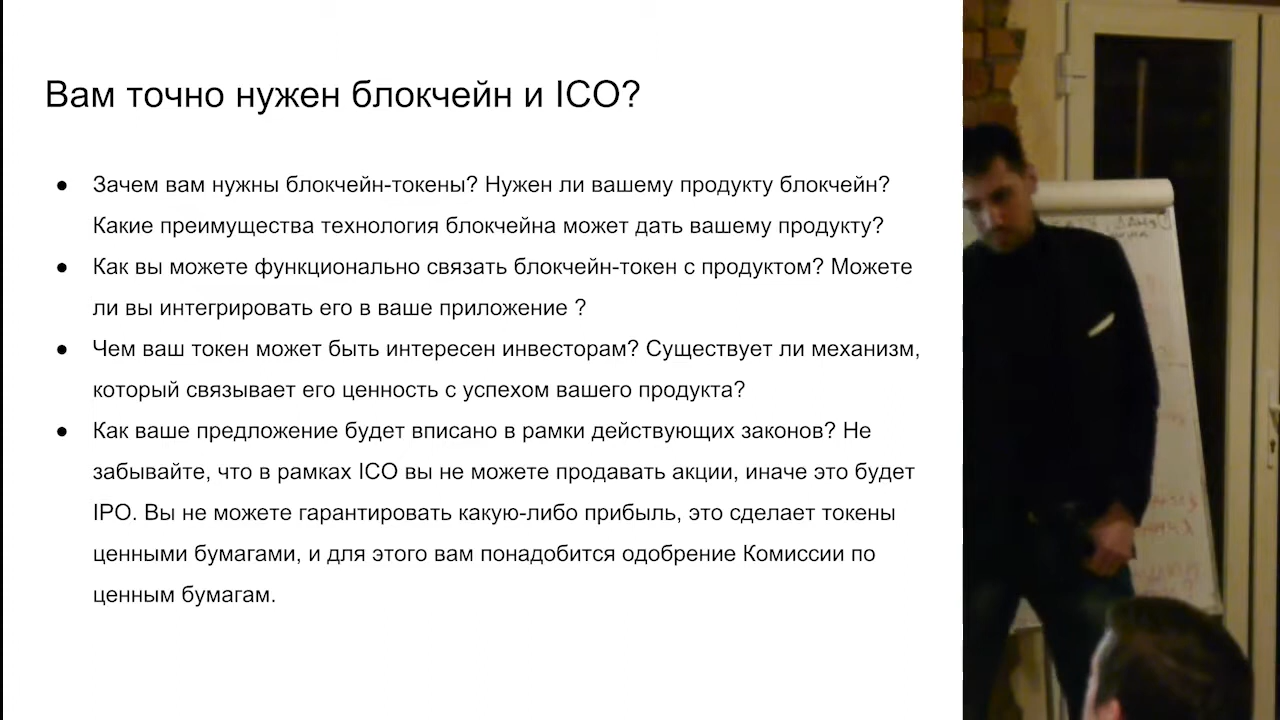 Вам точно нужен блокчейн и ICO?
● Зачем вам нужны блокчейн-токены? Нужен ли вашему продукту блокчейн?
Какие преимущества технология блокчейна может дать вашему продукту?
● Как вы можете функционально связать блокчейн-токен с продуктом? Можете
ли вы интегрировать его в ваше приложение ?
● Чем ваш токен может быть интересен инвесторам? Существует ли механизм,
который связывает его ценность с успехом вашего продукта?
● Как ваше предложение будет вписано в рамки действующих законов? Не
забывайте, что в рамках ICO вы не можете продавать акции, иначе это будет
IPO. Вы не можете гарантировать какую-либо прибыль, это сделает токены
ценными бумагами, и для этого вам понадобится одобрение Комиссии по
ценным бумагам.